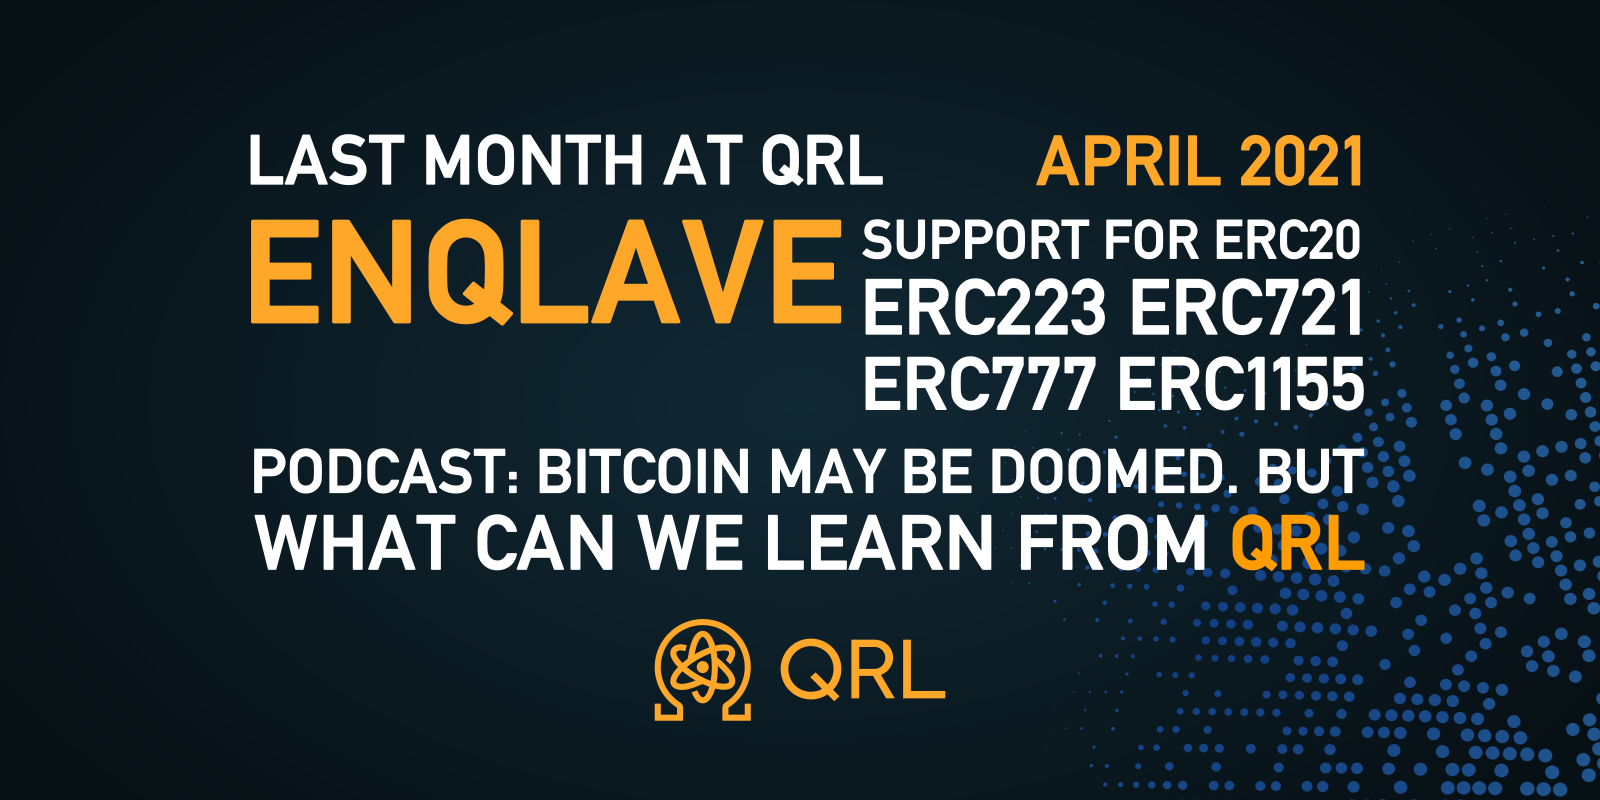 LAST MONTH AT QRL APRIL 2021
ENQLAVE SUPPORT FOR ERC20
ERC223 ERC721
ERC777 ERC1155
PODCAST: BITCOIN MAY BE DOOMED. BUT
WHAT CAN WE LEARN FROM QRL
QRL